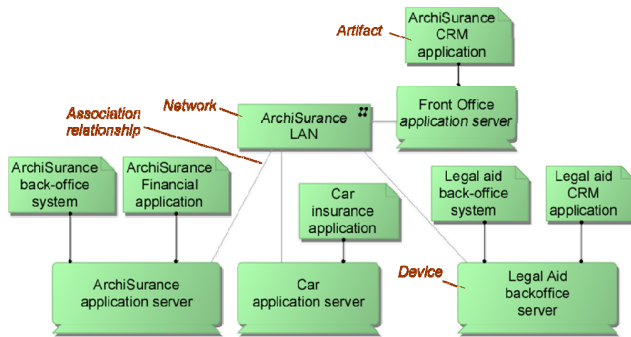 Artifact
ArchiSurance
CRM
application
Network
Association
relationship
ArchiSurance
LAN
Front Office
application server
ArchiSurance
back-office
system
ArchiSurance
Financial
application
Car
insurance
application
Legal aid
back-office
system
Legal aid
CRM
application
ArchiSurance
application server
Car
application server
Device
Legal Aid
backoffice
server